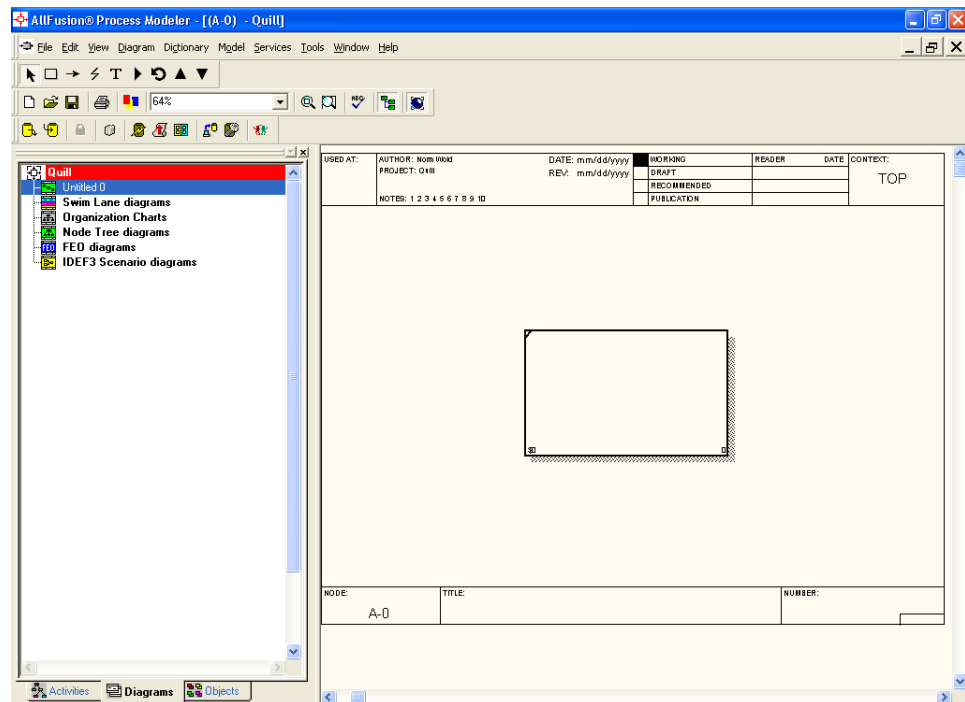 AllFusion® Process Modeler - [(A-0) - Quill]
File Edit View Diagram Dictionary Model Services Tools Window Help
64%
Quill
Untitled 0
Swim Lane diagrams
Organization Charts
Node Tree diagrams
FEO diagrams
IDEF3 Scenario diagrams
Activities Diagrams Objects
USED AT: AUTHOR: DATE: mm/dd/yyyy WORKING READER DATE CONTEXT:
PROJECT: Quill REV: mm/dd/yyyy DRAFT TOP
RECOMMENDED
NOTES: 1 2 3 4 5 6 7 8 9 10 PUBLICATION
$0 0
NODE: TITLE: NUMBER:
A-0